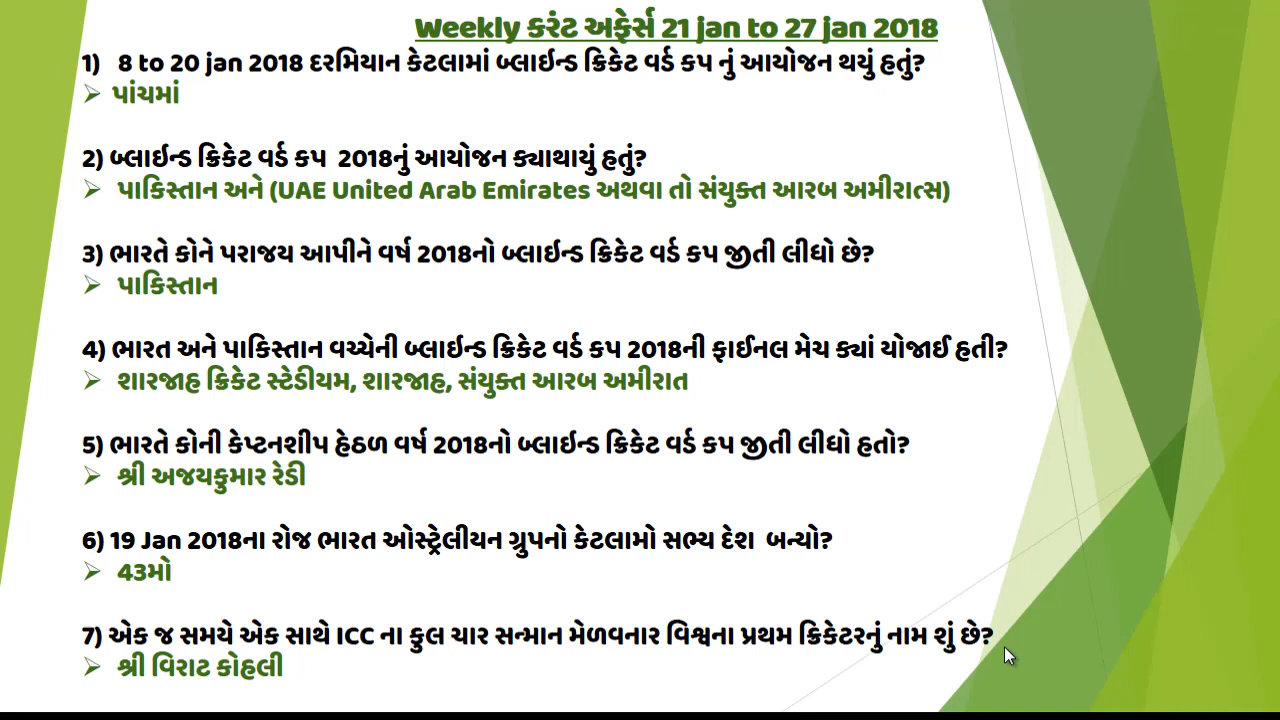 Weekly કરંટ અફેર્સ 21 jan to 27 jan 2018
1) 8 to 20 jan 2018 દરમિયાન કેટલામાં બ્લાઇન્ડ ક્રિકેટ વર્ડ કપ નું આયોજન થયું હતું?
➢ પાંચમાં
2) બ્લાઇન્ડ ક્રિકેટ વર્ડ કપ 2018નું આયોજન ક્યાથાયું હતું?
➢ પાકિસ્તાન અને (UAE United Arab Emirates અથવા તો સંયુક્ત આરબ અમીરાત્સ)
3) ભારતે કોને પરાજય આપીને વર્ષ 2018નો બ્લાઇન્ડ ક્રિકેટ વર્ડ કપ જીતી લીધો છે?
➢ પાકિસ્તાન
4) ભારત અને પાકિસ્તાન વચ્ચેની બ્લાઇન્ડ ક્રિકેટ વર્ડ કપ 2018ની ફાઈનલ મેચ ક્યાં યોજાઈ હતી?
➢ શારજાહ ક્રિકેટ સ્ટેડીયમ, શારજાહ, સંયુક્ત આરબ અમીરાત
5) ભારતે કોની કેપ્ટનશીપ હેઠળ વર્ષ 2018નો બ્લાઇન્ડ ક્રિકેટ વર્ડ કપ જીતી લીધો હતો?
➢ શ્રી અજયકુમાર રેડી
6) 19 Jan 2018ના રોજ ભારત ઓસ્ટ્રેલીયન ગ્રુપનો કેટલામો સભ્ય દેશ બન્યો?
➢ 43મો
7) એક જ સમયે એક સાથે ICC ના કુલ ચાર સન્માન મેળવનાર વિશ્વના પ્રથમ ક્રિકેટરનું નામ શું છે?
➢ શ્રી વિરાટ કોહલી